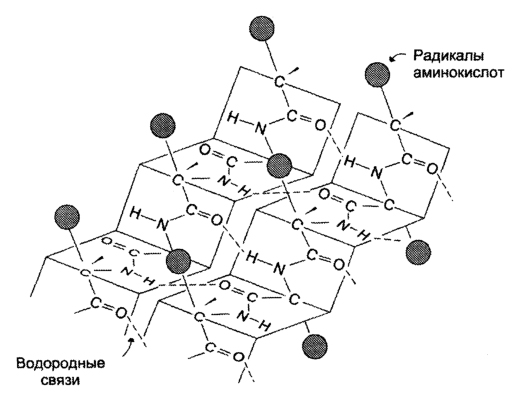 Радикалы
аминокислот
C
H–N C=O
C
O=C
N–H
H–N C=O
C
O=C C
N–H
H–N C=O
C
O=C
N–H
H–N C=O
C
O=C C
N–H
C=O
C
C=O
Водородные
связи